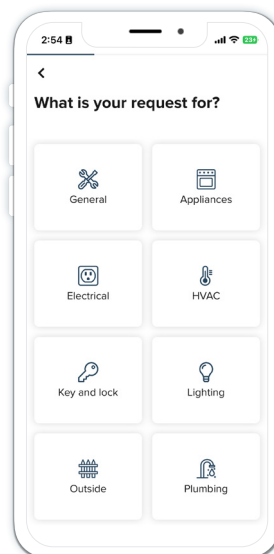 2:54
23
What is your request for?
General
Appliances
Electrical
HVAC
Key and lock
Lighting
Outside
Plumbing